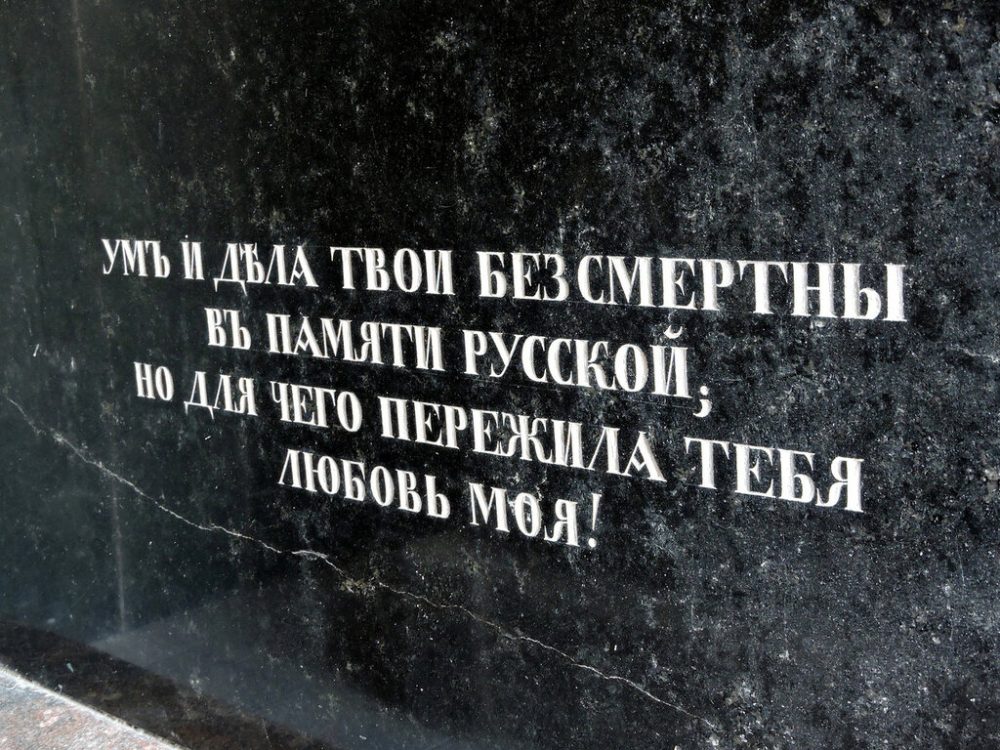 УМЪ И ДѢЛА ТВОИ БЕЗСМЕРТНЫ
ВЪ ПАМЯТИ РУССКОЙ;
НО ДЛЯ ЧЕГО ПЕРЕЖИЛА ТЕБЯ
ЛЮБОВЬ МОЯ!